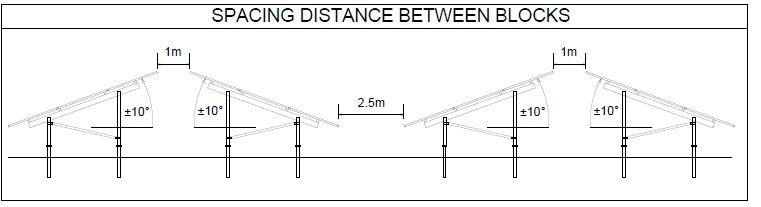 SPACING DISTANCE BETWEEN BLOCKS
1m
1m
2.5m
±10°
±10°
±10°
±10°